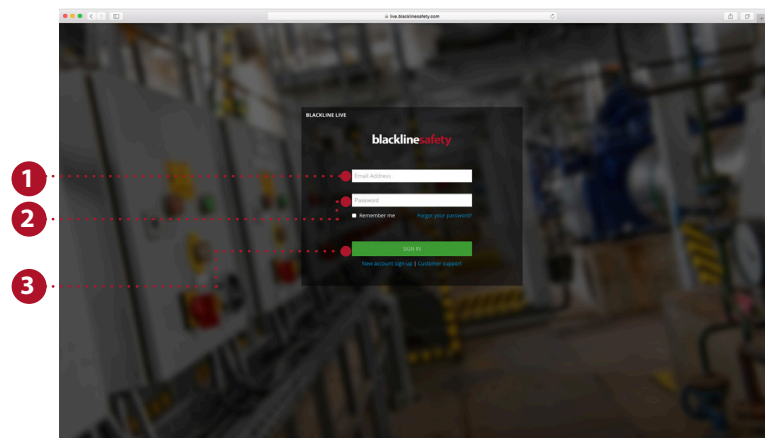 live.blacklinesafety.com
BLACKLINE LIVE
blacklinesafety
1
Email Address
Password
2
Remember me Forgot your password?
SIGN IN
3
New account sign-up | Customer support